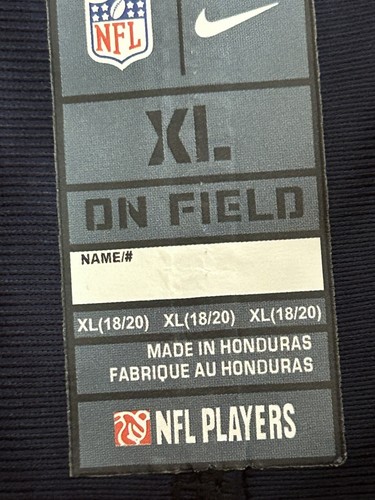 NFL
XL
ON FIELD
NAME/#
XL(18/20) XL(18/20) XL(18/20)
MADE IN HONDURAS
FABRIQUE AU HONDURAS
NFL PLAYERS